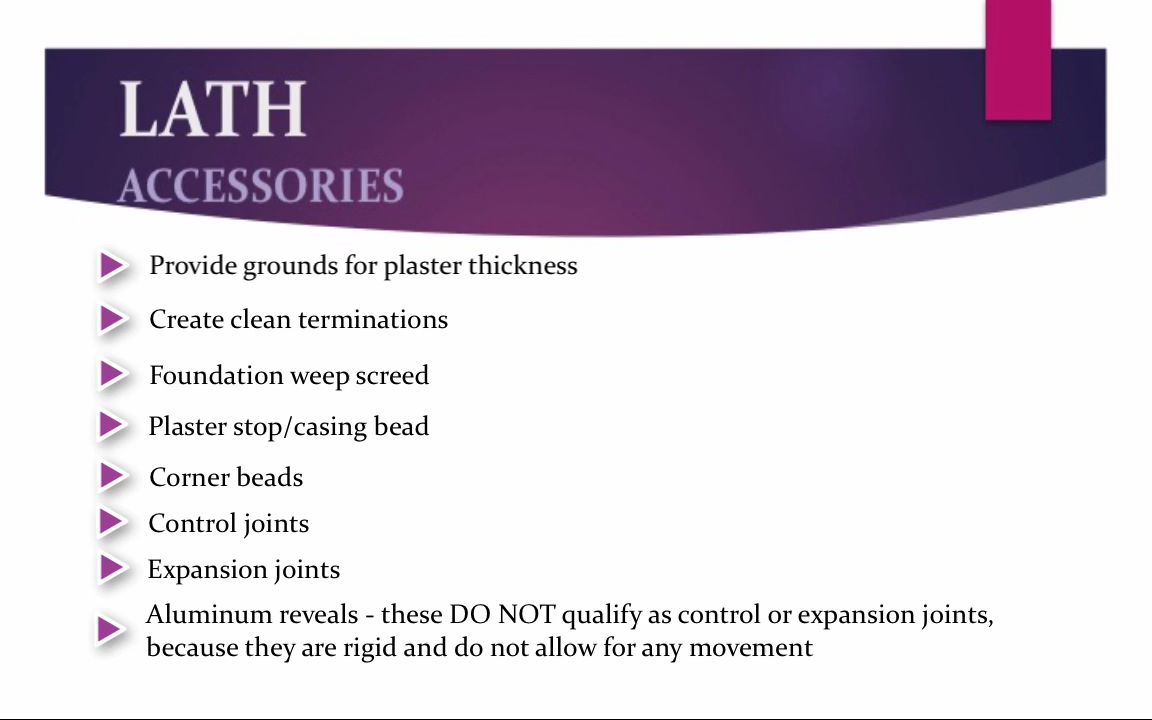 LATH
ACCESSORIES
Provide grounds for plaster thickness
Create clean terminations
Foundation weep screed
Plaster stop/casing bead
Corner beads
Control joints
Expansion joints
Aluminum reveals - these DO NOT qualify as control or expansion joints,
because they are rigid and do not allow for any movement